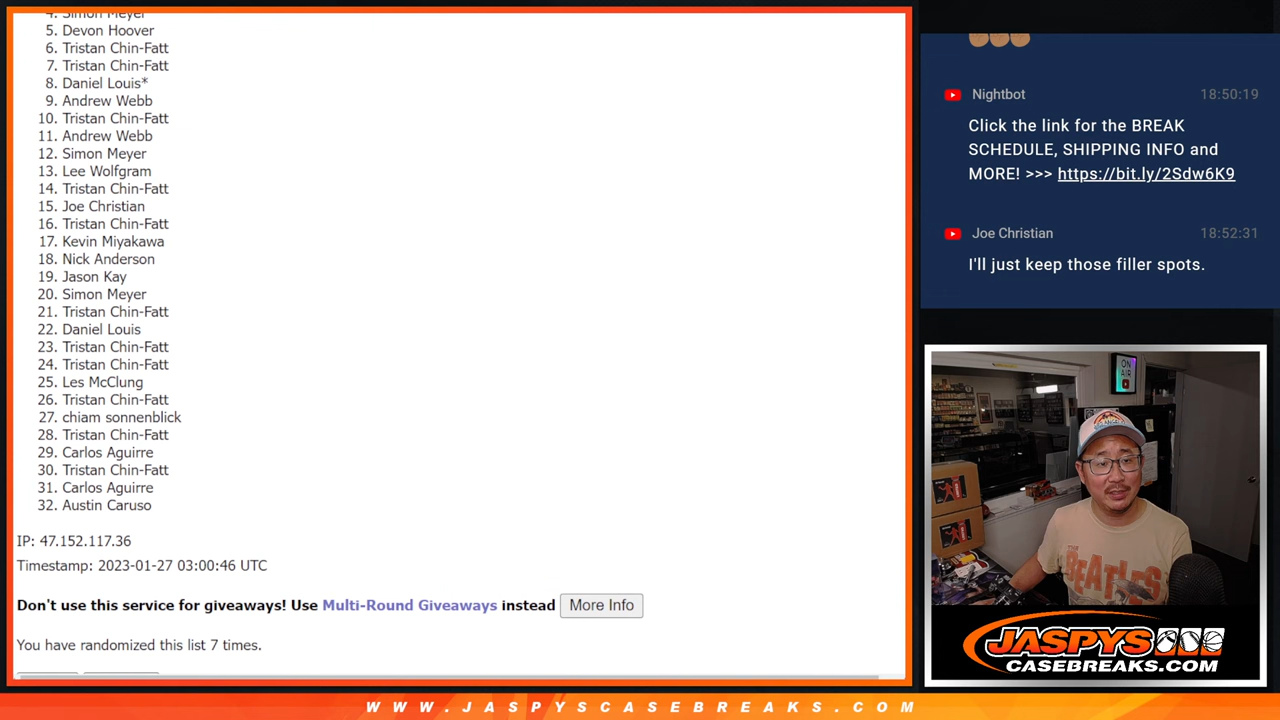 4. Simon Meyer
5. Devon Hoover
6. Tristan Chin-Fatt
7. Tristan Chin-Fatt
8. Daniel Louis*
9. Andrew Webb
10. Tristan Chin-Fatt
11. Andrew Webb
12. Simon Meyer
13. Lee Wolfgram
14. Tristan Chin-Fatt
15. Joe Christian
16. Tristan Chin-Fatt
17. Kevin Miyakawa
18. Nick Anderson
19. Jason Kay
20. Simon Meyer
21. Tristan Chin-Fatt
22. Daniel Louis
23. Tristan Chin-Fatt
24. Tristan Chin-Fatt
25. Les McClung
26. Tristan Chin-Fatt
27. chiam sonnenblick
28. Tristan Chin-Fatt
29. Carlos Aguirre
30. Tristan Chin-Fatt
31. Carlos Aguirre
32. Austin Caruso
IP: 47.152.117.36
Timestamp: 2023-01-27 03:00:46 UTC
Don't use this service for giveaways! Use Multi-Round Giveaways instead More Info
You have randomized this list 7 times.
Nightbot 18:50:19
Click the link for the BREAK
SCHEDULE, SHIPPING INFO and
MORE! >>> https://bit.ly/2Sdw6K9
Joe Christian 18:52:31
I'll just keep those filler spots.
ON
AIR
THE
BEATLES
JASPYS
CASEBREAKS.COM
WWW.JASPYSCASEBREAKS.COM